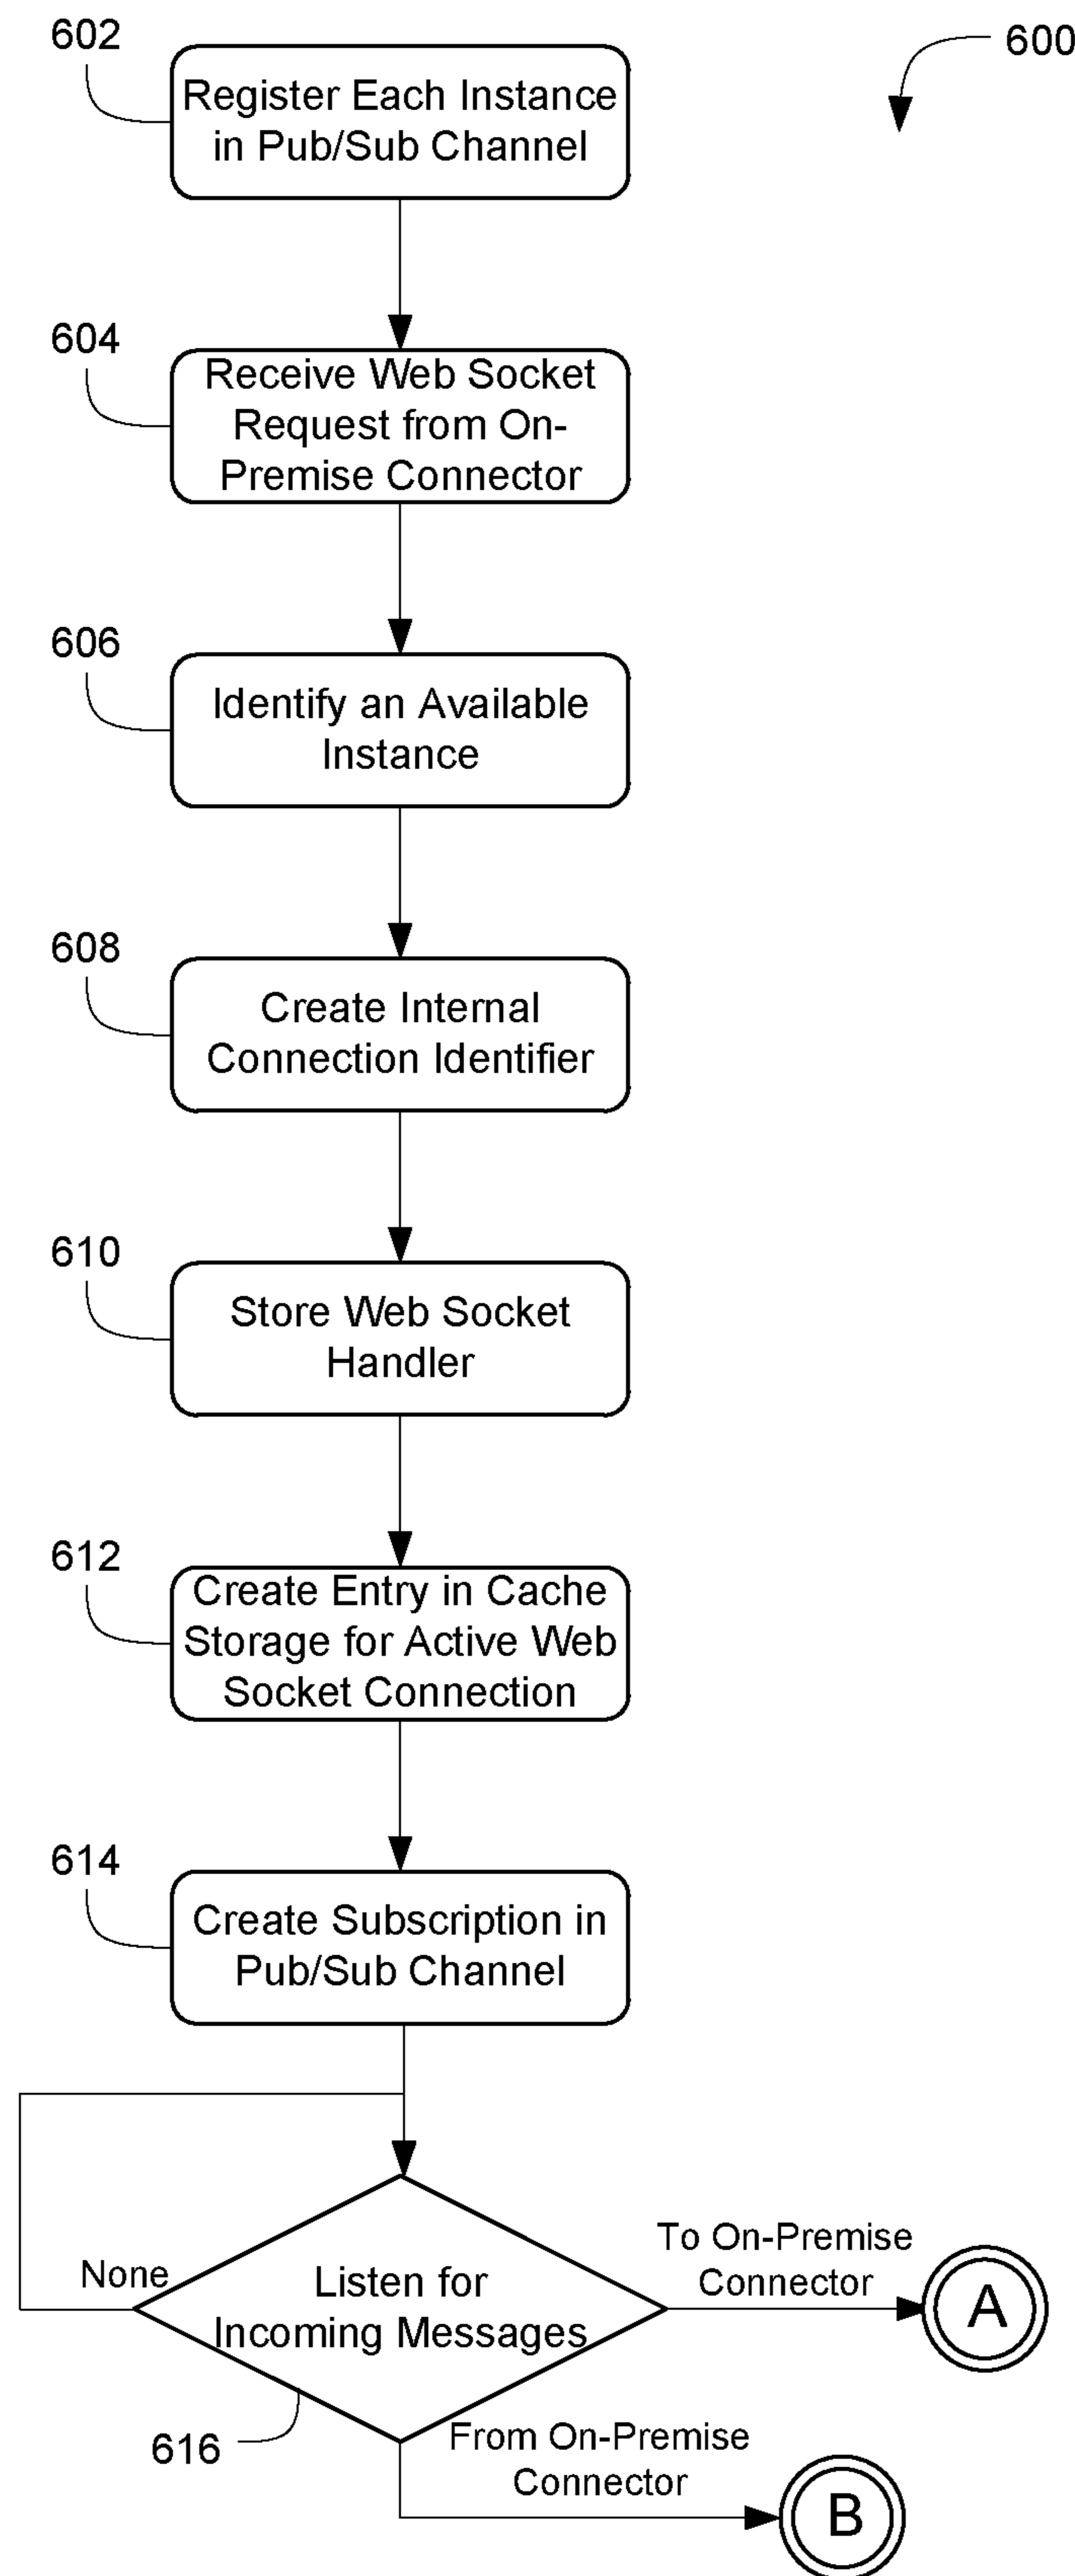 602
600
Register Each Instance
in Pub/Sub Channel
604
Receive Web Socket
Request from On-
Premise Connector
606
Identify an Available
Instance
608
Create Internal
Connection Identifier
610
Store Web Socket
Handler
612
Create Entry in Cache
Storage for Active Web
Socket Connection
614
Create Subscription in
Pub/Sub Channel
None
Listen for
Incoming Messages
To On-Premise
Connector
A
616
From On-Premise
Connector
B